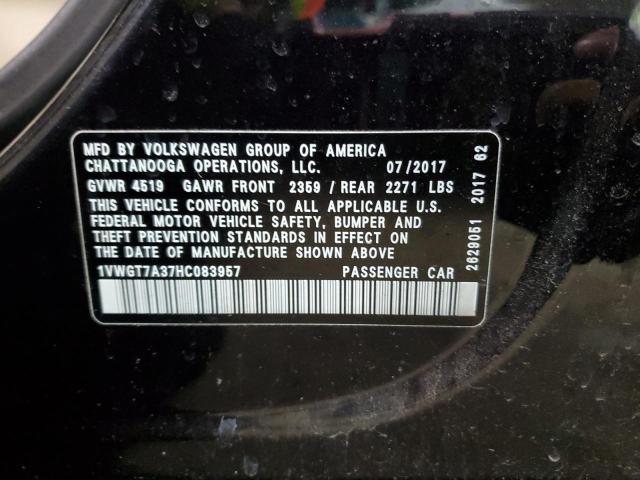 MFD BY VOLKSWAGEN GROUP OF AMERICA
CHATTANOOGA OPERATIONS, LLC. 07/2017
GVWR 4519 GAWR FRONT 2359 / REAR 2271 LBS
THIS VEHICLE CONFORMS TO ALL APPLICABLE U.S.
FEDERAL MOTOR VEHICLE SAFETY, BUMPER AND
THEFT PREVENTION STANDARDS IN EFFECT ON
THE DATE OF MANUFACTURE SHOWN ABOVE
1VWGT7A37HC083957 PASSENGER CAR
2629051 2017 62